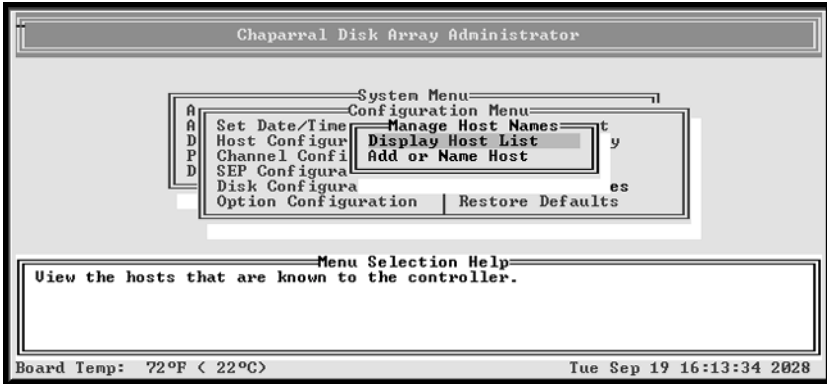 Chaparral Disk Array Administrator
System Menu
A Configuration Menu
A Set Date/Time Manage Host Names t
D Host Configur Display Host List y
P Channel Confi Add or Name Host
D SEP Configura
Disk Configura es
Option Configuration | Restore Defaults
Menu Selection Help
View the hosts that are known to the controller.
Board Temp: 72°F ( 22°C) Tue Sep 19 16:13:34 2028